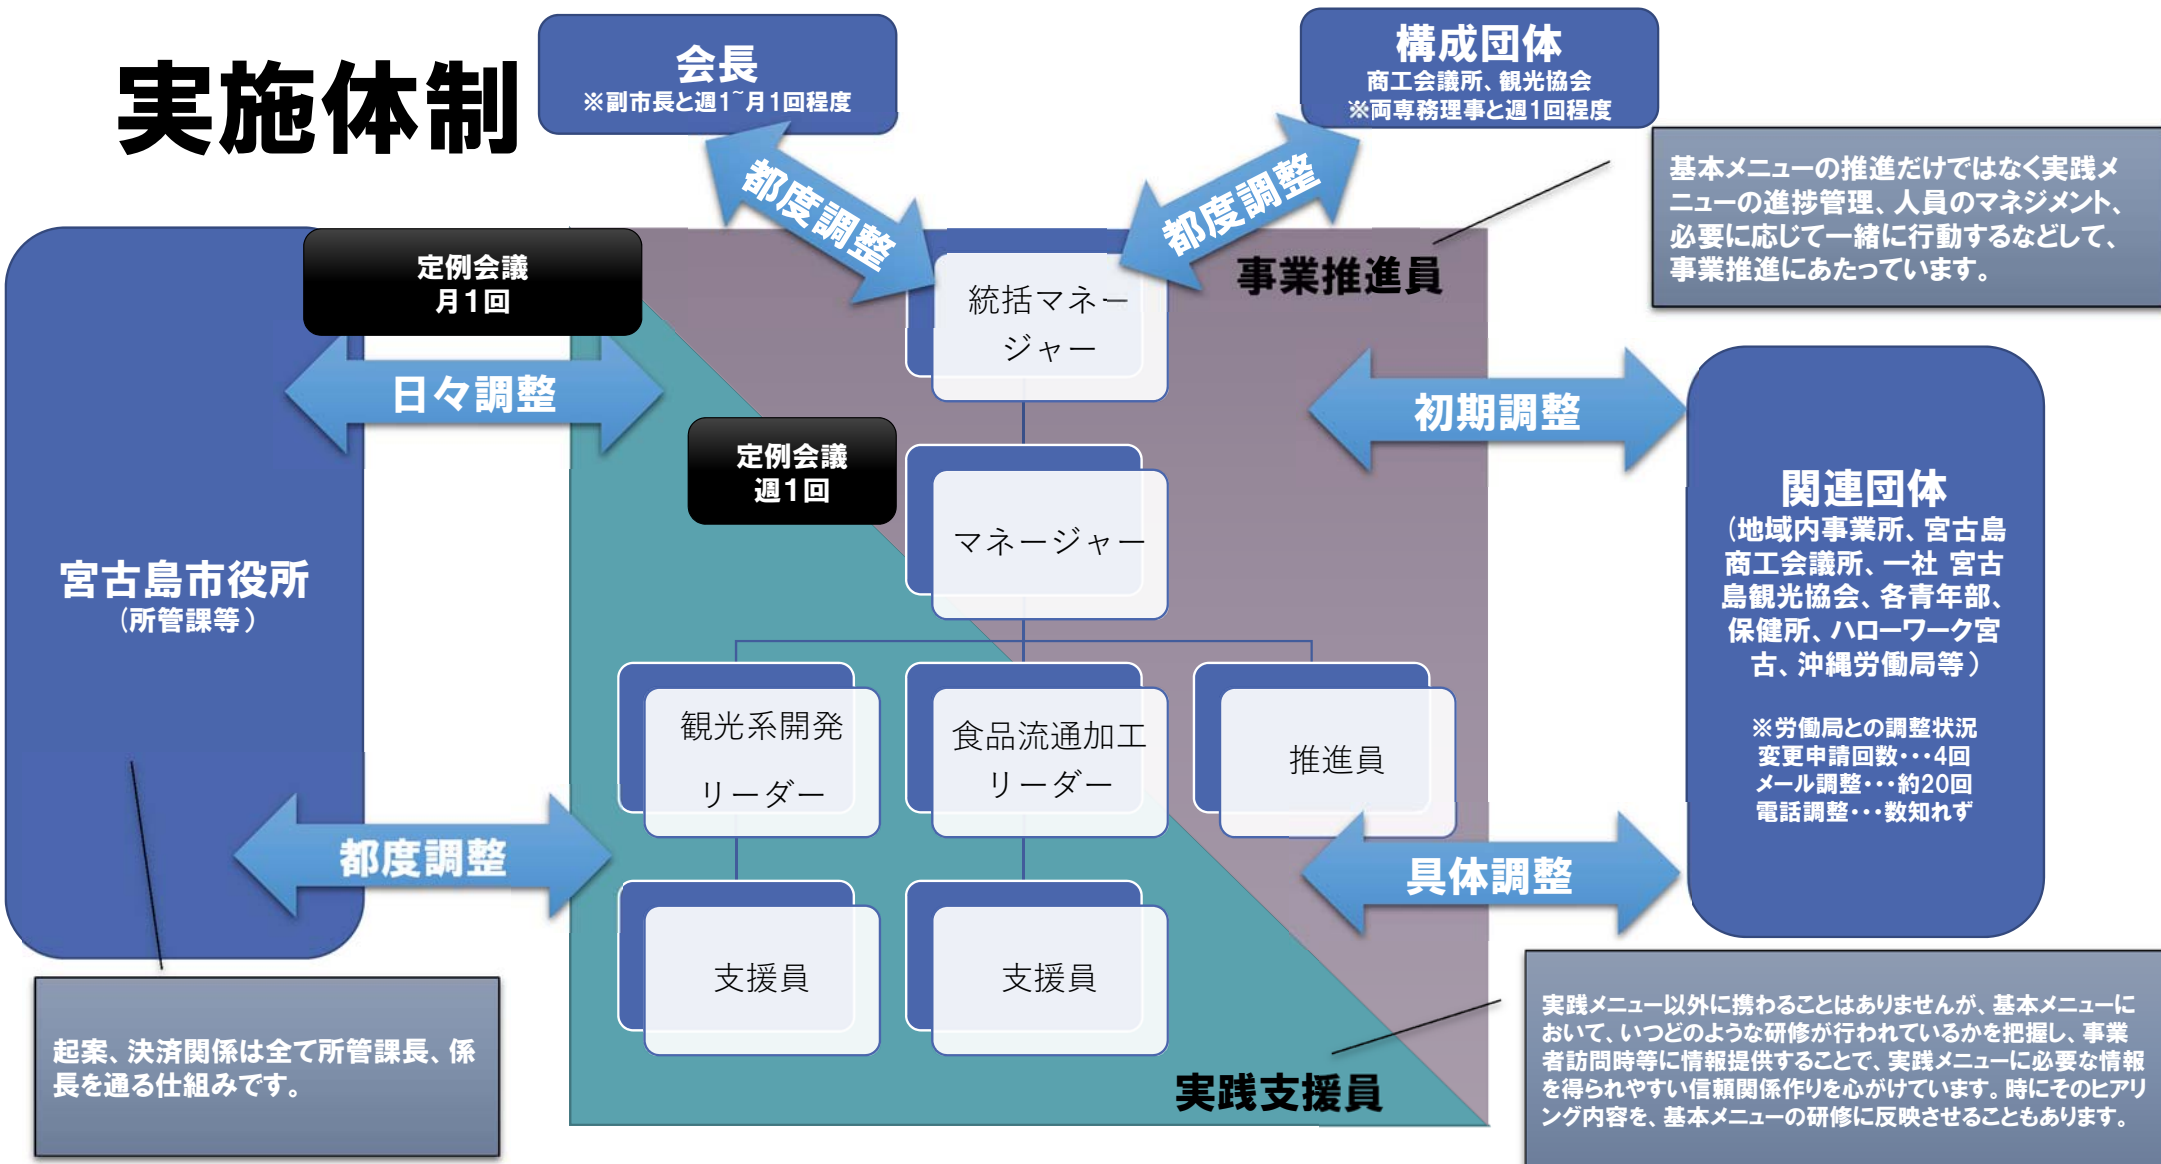 実施体制
会長
※副市長と週1~月1回程度
構成団体
商工会議所、観光協会
※両専務理事と週1回程度
都度調整
都度調整
基本メニューの推進だけではなく実践メ
ニューの進捗管理、人員のマネジメント、
必要に応じて一緒に行動するなどして、
事業推進にあたっています。
定例会議
月1回
事業推進員
統括マネー
ジャー
日々調整
初期調整
定例会議
週1回
マネージャー
宮古島市役所
(所管課等)
関連団体
(地域内事業所、宮古島
商工会議所、一社 宮古
島観光協会、各青年部、
保健所、ハローワーク宮
古、沖縄労働局等)
※労働局との調整状況
変更申請回数・・・4回
メール調整・・・約20回
電話調整・・・数知れず
観光系開発
リーダー
食品流通加工
リーダー
推進員
都度調整
具体調整
支援員
支援員
起案、決済関係は全て所管課長、係
長を通る仕組みです。
実践支援員
実践メニュー以外に携わることはありませんが、基本メニューに
おいて、いつどのような研修が行われているかを把握し、事業
者訪問時等に情報提供することで、実践メニューに必要な情報
を得られやすい信頼関係作りを心がけています。時にそのヒアリ
ング内容を、基本メニューの研修に反映させることもあります。